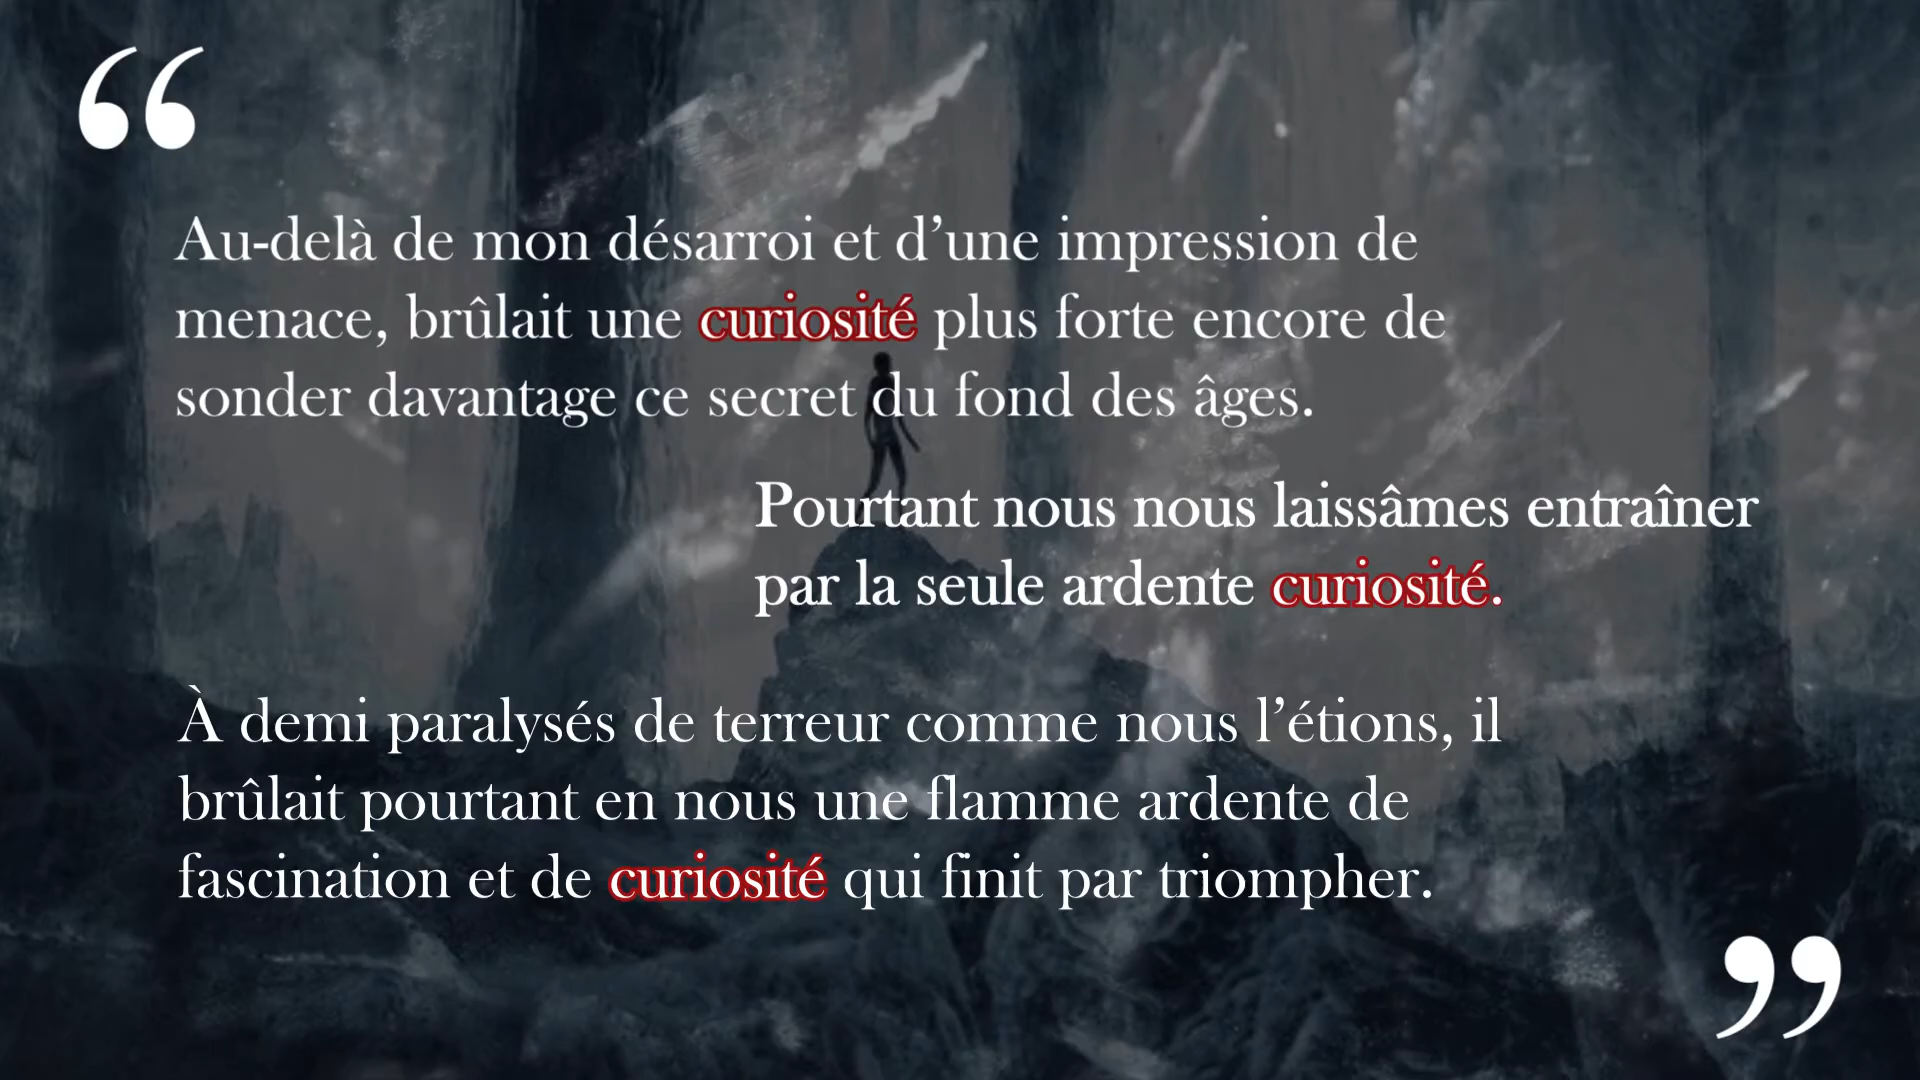 “
Au-delà de mon désarroi et d’une impression de
menace, brûlait une curiosité plus forte encore de
sonder davantage ce secret du fond des âges.
Pourtant nous nous laissâmes entraîner
par la seule ardente curiosité.
À demi paralysés de terreur comme nous l’étions, il
brûlait pourtant en nous une flamme ardente de
fascination et de curiosité qui finit par triompher.
”